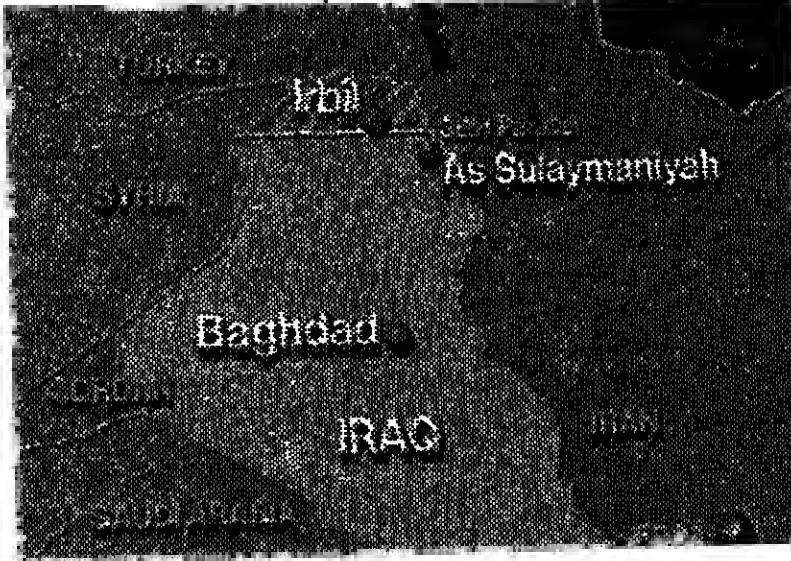 TURKEY
Irbil
As Sulaymaniyah
SYRIA
Baghdad
JORDAN
IRAQ
IRAN
SAUDI ARABIA